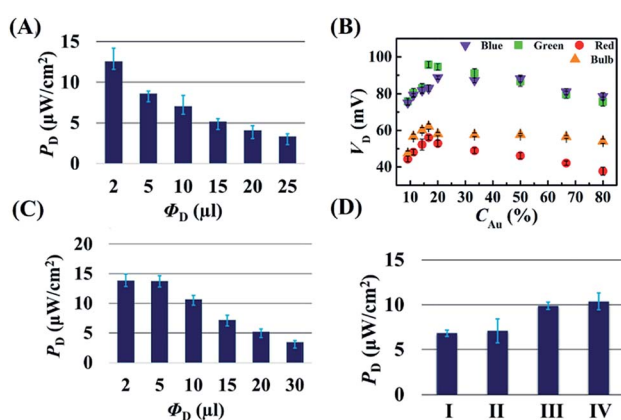 (A)
P_D (μW/cm²)
15
10
5
0
2 5 10 15 20 25
Φ_D (μl)
(B)
Blue Green Red
Bulb
V_D (mV)
100
80
60
40
20
0
10 20 30 40 50 60 70 80
C_Au (%)
(C)
P_D (μW/cm²)
20
15
10
5
0
2 5 10 15 20 30
Φ_D (μl)
(D)
P_D (μW/cm²)
15
10
5
0
I II III IV